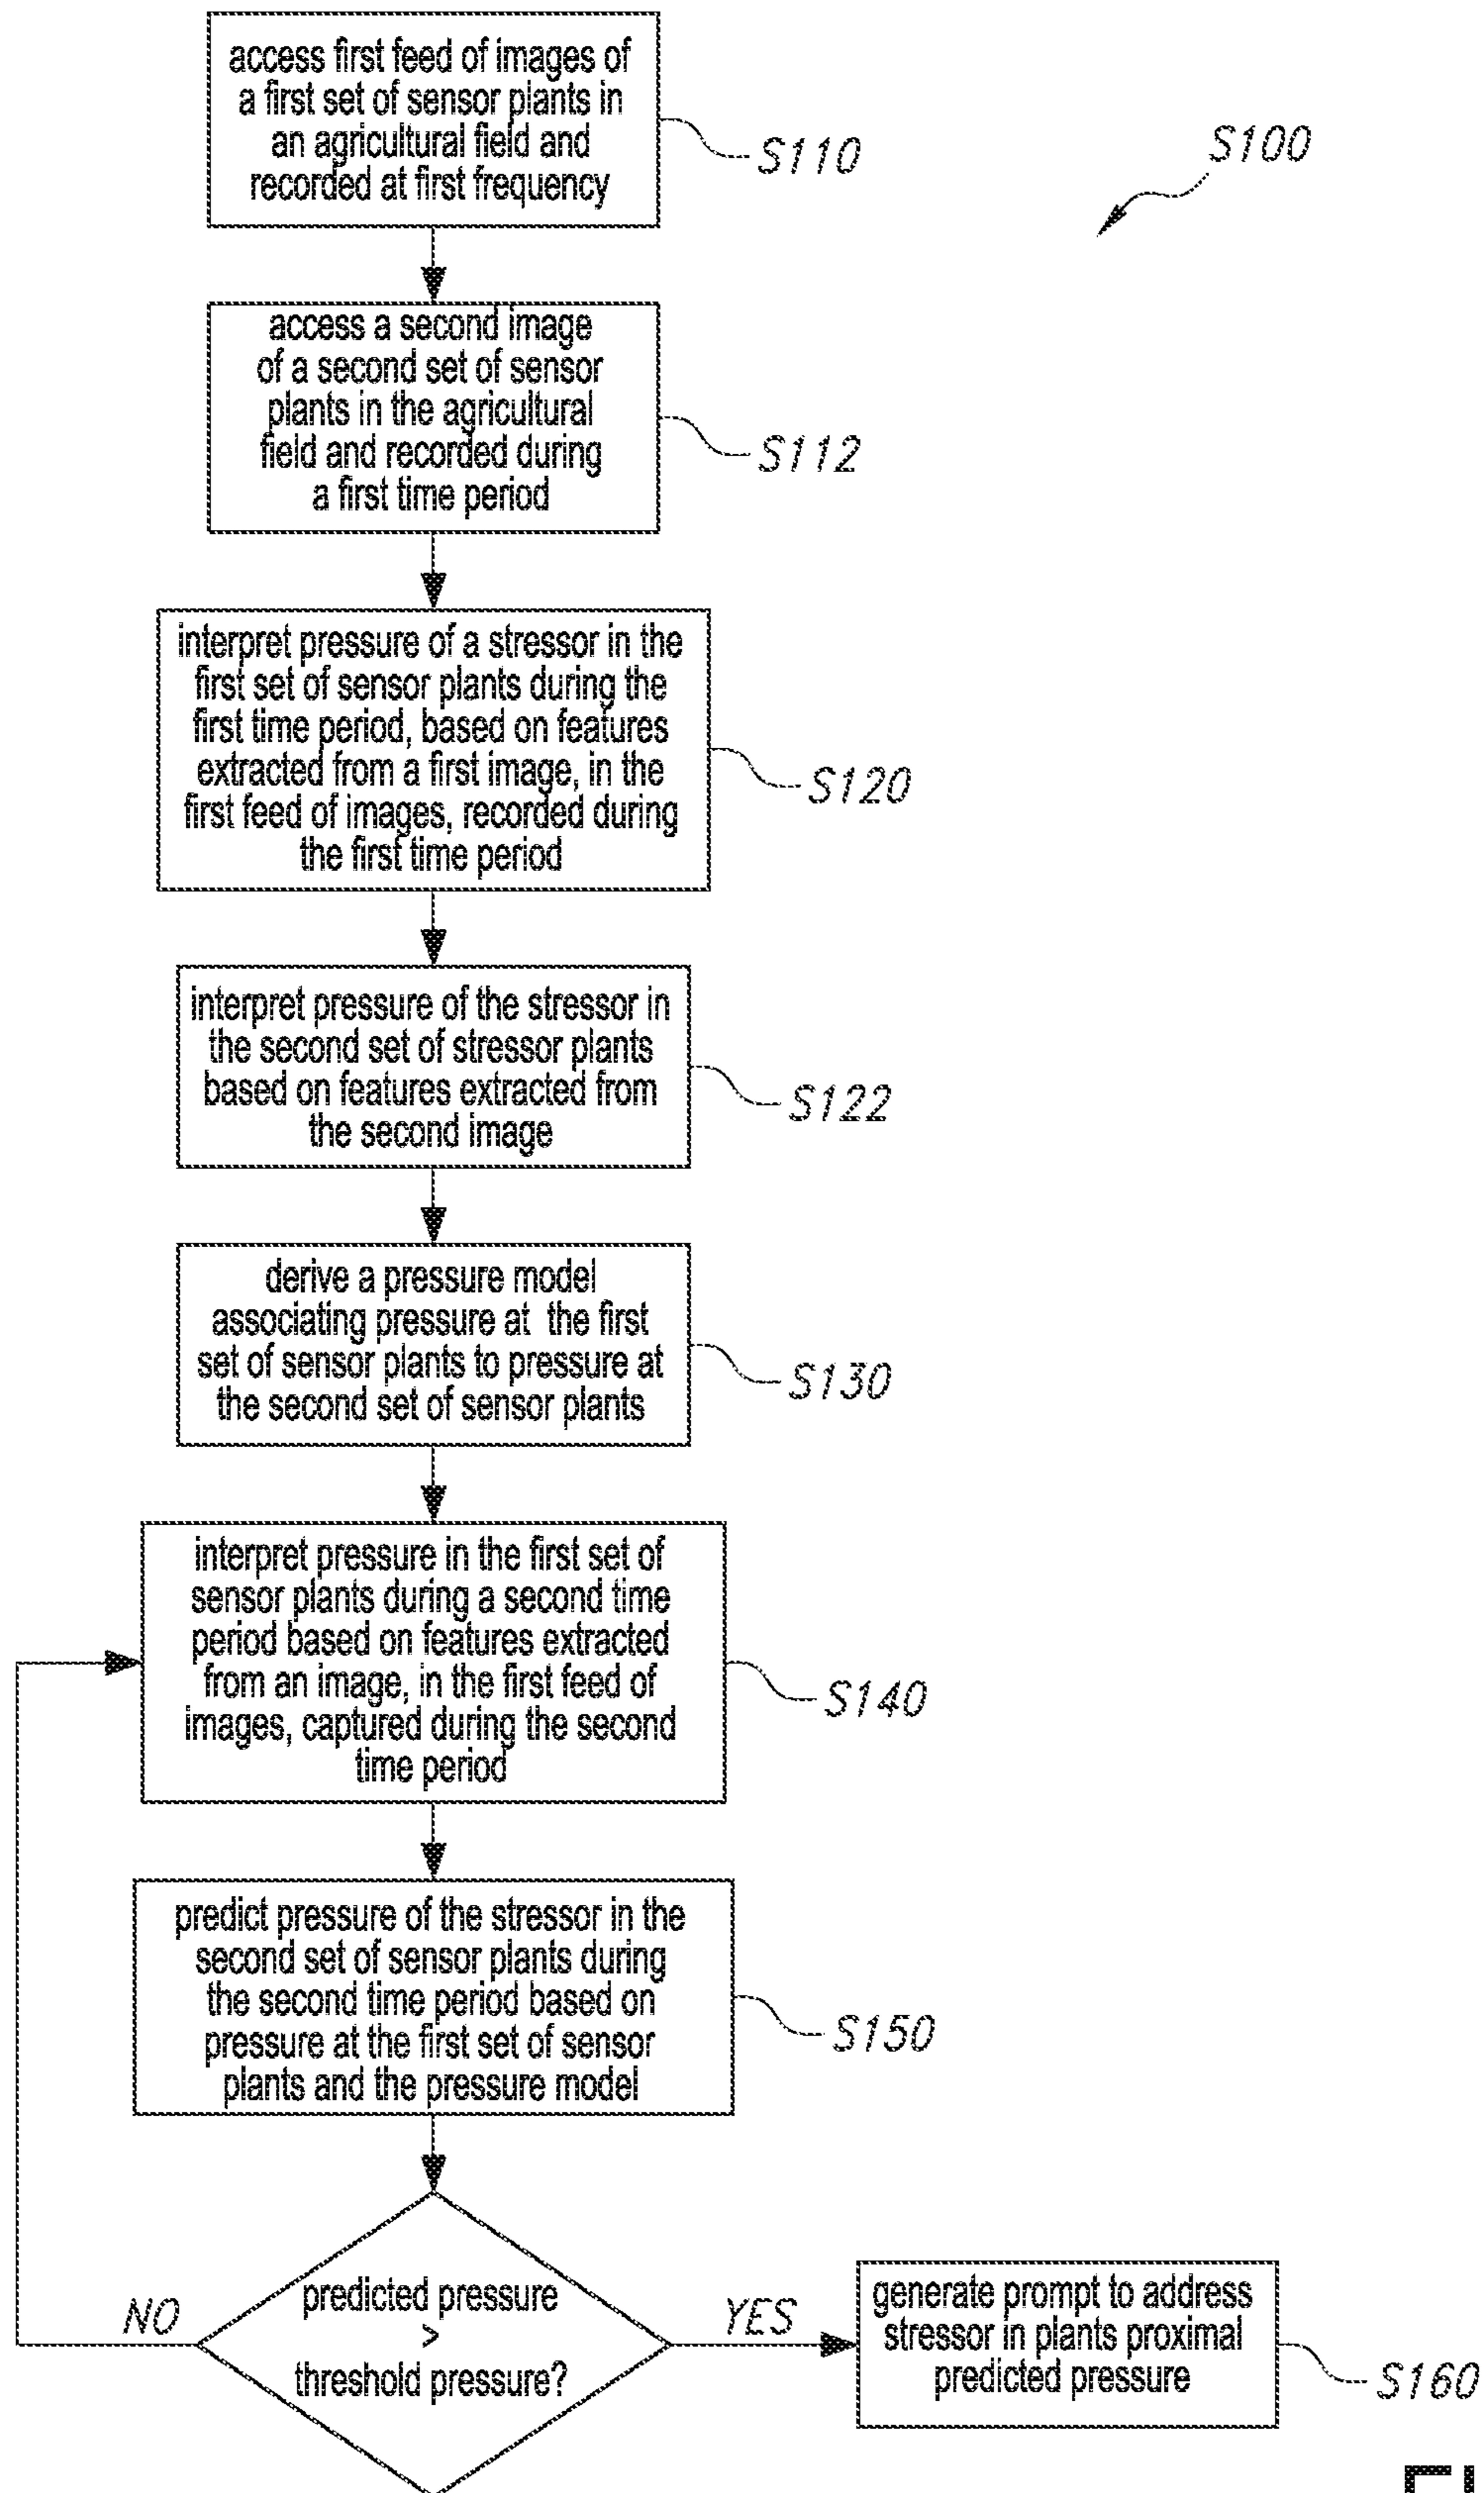 access first feed of images of
a first set of sensor plants in
an agricultural field and
recorded at first frequency
S110
S100
access a second image
of a second set of sensor
plants in the agricultural
field and recorded during
a first time period
S112
interpret pressure of a stressor in the
first set of sensor plants during the
first time period, based on features
extracted from a first image, in the
first feed of images, recorded during
the first time period
S120
interpret pressure of the stressor in
the second set of stressor plants
based on features extracted from
the second image
S122
derive a pressure model
associating pressure at the first
set of sensor plants to pressure at
the second set of sensor plants
S130
interpret pressure in the first set of
sensor plants during a second time
period based on features extracted
from an image, in the first feed of
images, captured during the second
time period
S140
predict pressure of the stressor in the
second set of sensor plants during
the second time period based on
pressure at the first set of sensor
plants and the pressure model
S150
predicted pressure
>
threshold pressure?
NO
YES
generate prompt to address
stressor in plants proximal
predicted pressure
S160